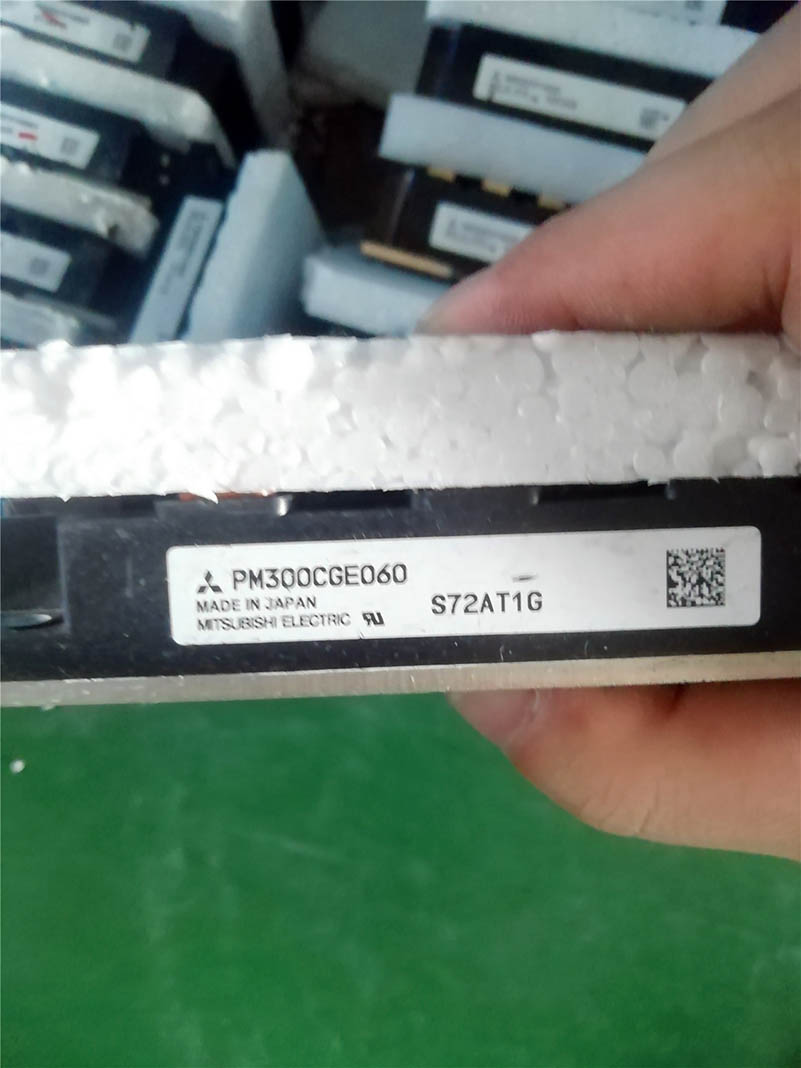 PM300CGE060
MADE IN JAPAN
MITSUBISHI ELECTRIC
S72AT1G